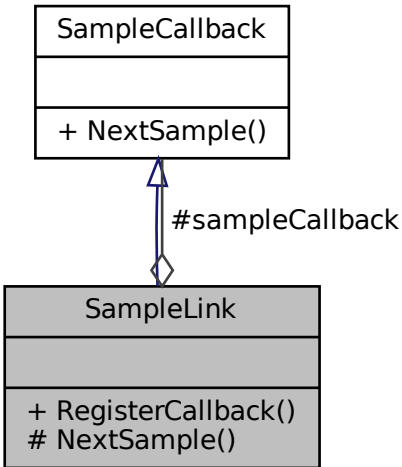 SampleCallback
+ NextSample()
#sampleCallback
SampleLink
+ RegisterCallback()
# NextSample()